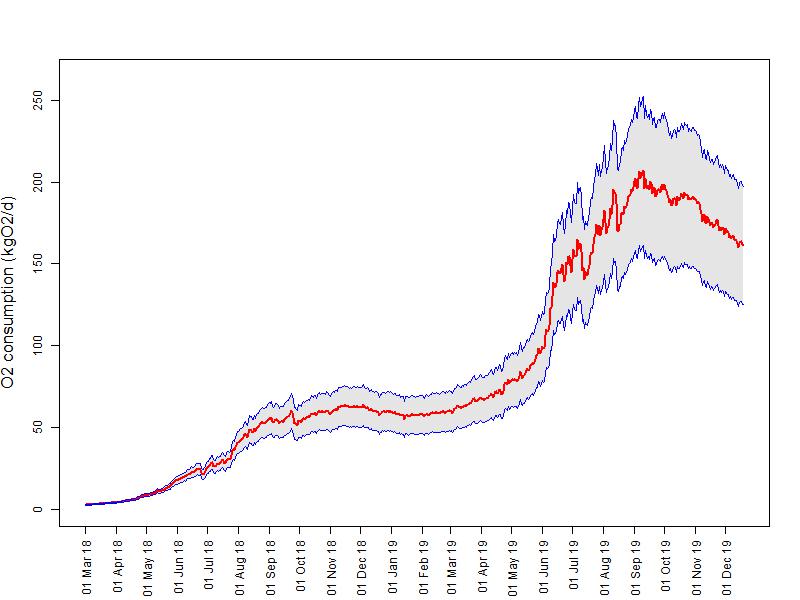 O2 consumption (kgO2/d)
250
200
150
100
50
0
01 Mar 18
01 Apr 18
01 May 18
01 Jun 18
01 Jul 18
01 Aug 18
01 Sep 18
01 Oct 18
01 Nov 18
01 Dec 18
01 Jan 19
01 Feb 19
01 Mar 19
01 Apr 19
01 May 19
01 Jun 19
01 Jul 19
01 Aug 19
01 Sep 19
01 Oct 19
01 Nov 19
01 Dec 19